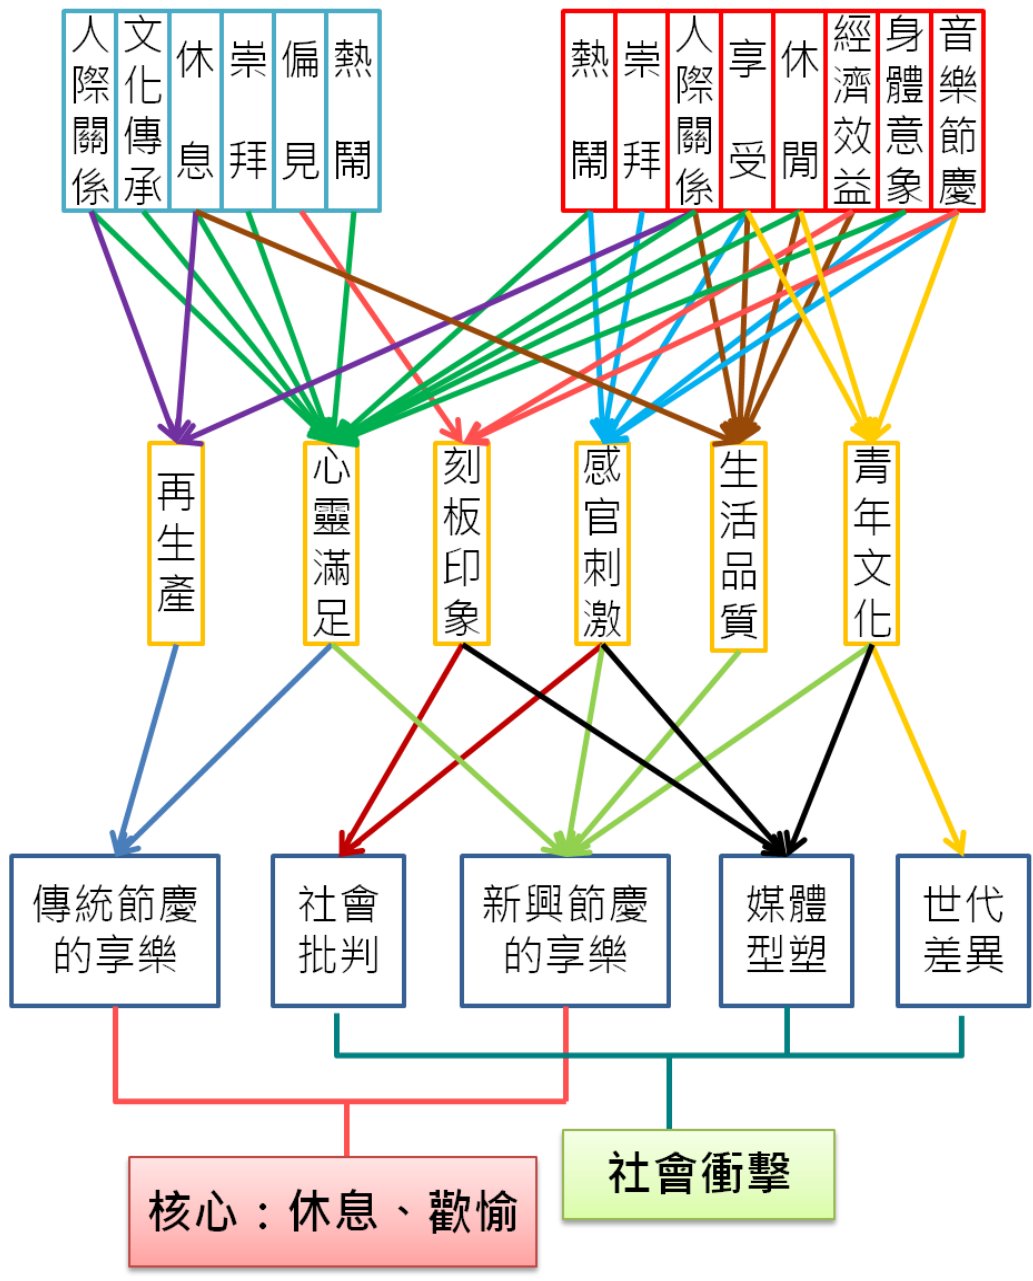 人際關係
文化傳承
休息
崇拜
偏見
熱鬧
熱鬧
崇拜
人際關係
享受
休閒
經濟效益
身體意象
音樂節慶
再生產
心靈滿足
刻板印象
感官刺激
生活品質
青年文化
傳統節慶
的享樂
社會
批判
新興節慶
的享樂
媒體
型塑
世代
差異
社會衝擊
核心：休息、歡愉